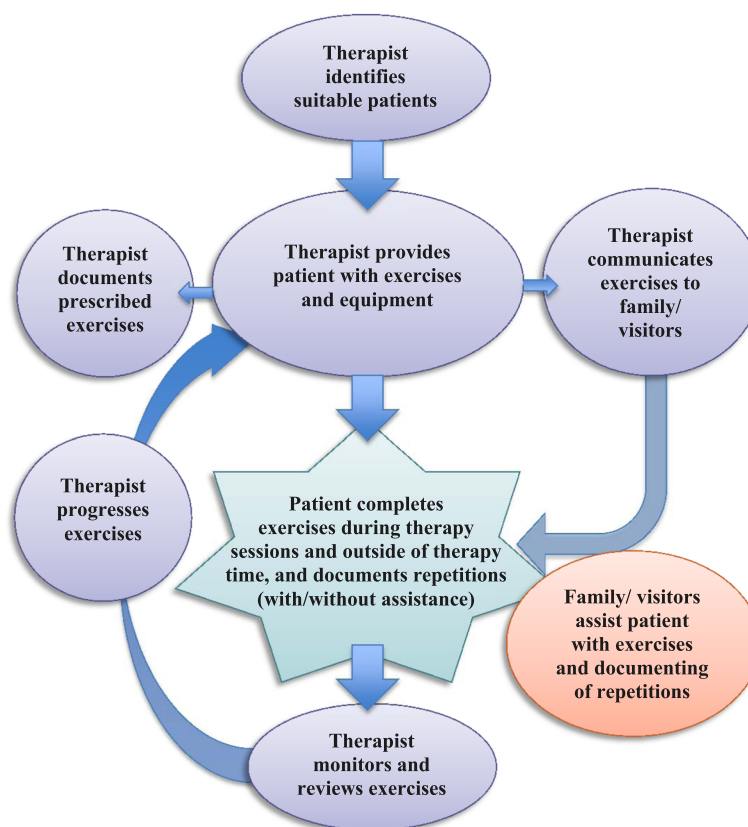 Therapist
identifies
suitable patients
Therapist
documents
prescribed
exercises
Therapist provides
patient with exercises
and equipment
Therapist
communicates
exercises to
family/
visitors
Therapist
progresses
exercises
Patient completes
exercises during therapy
sessions and outside of therapy
time, and documents repetitions
(with/without assistance)
Family/ visitors
assist patient
with exercises
and documenting
of repetitions
Therapist
monitors and
reviews exercises